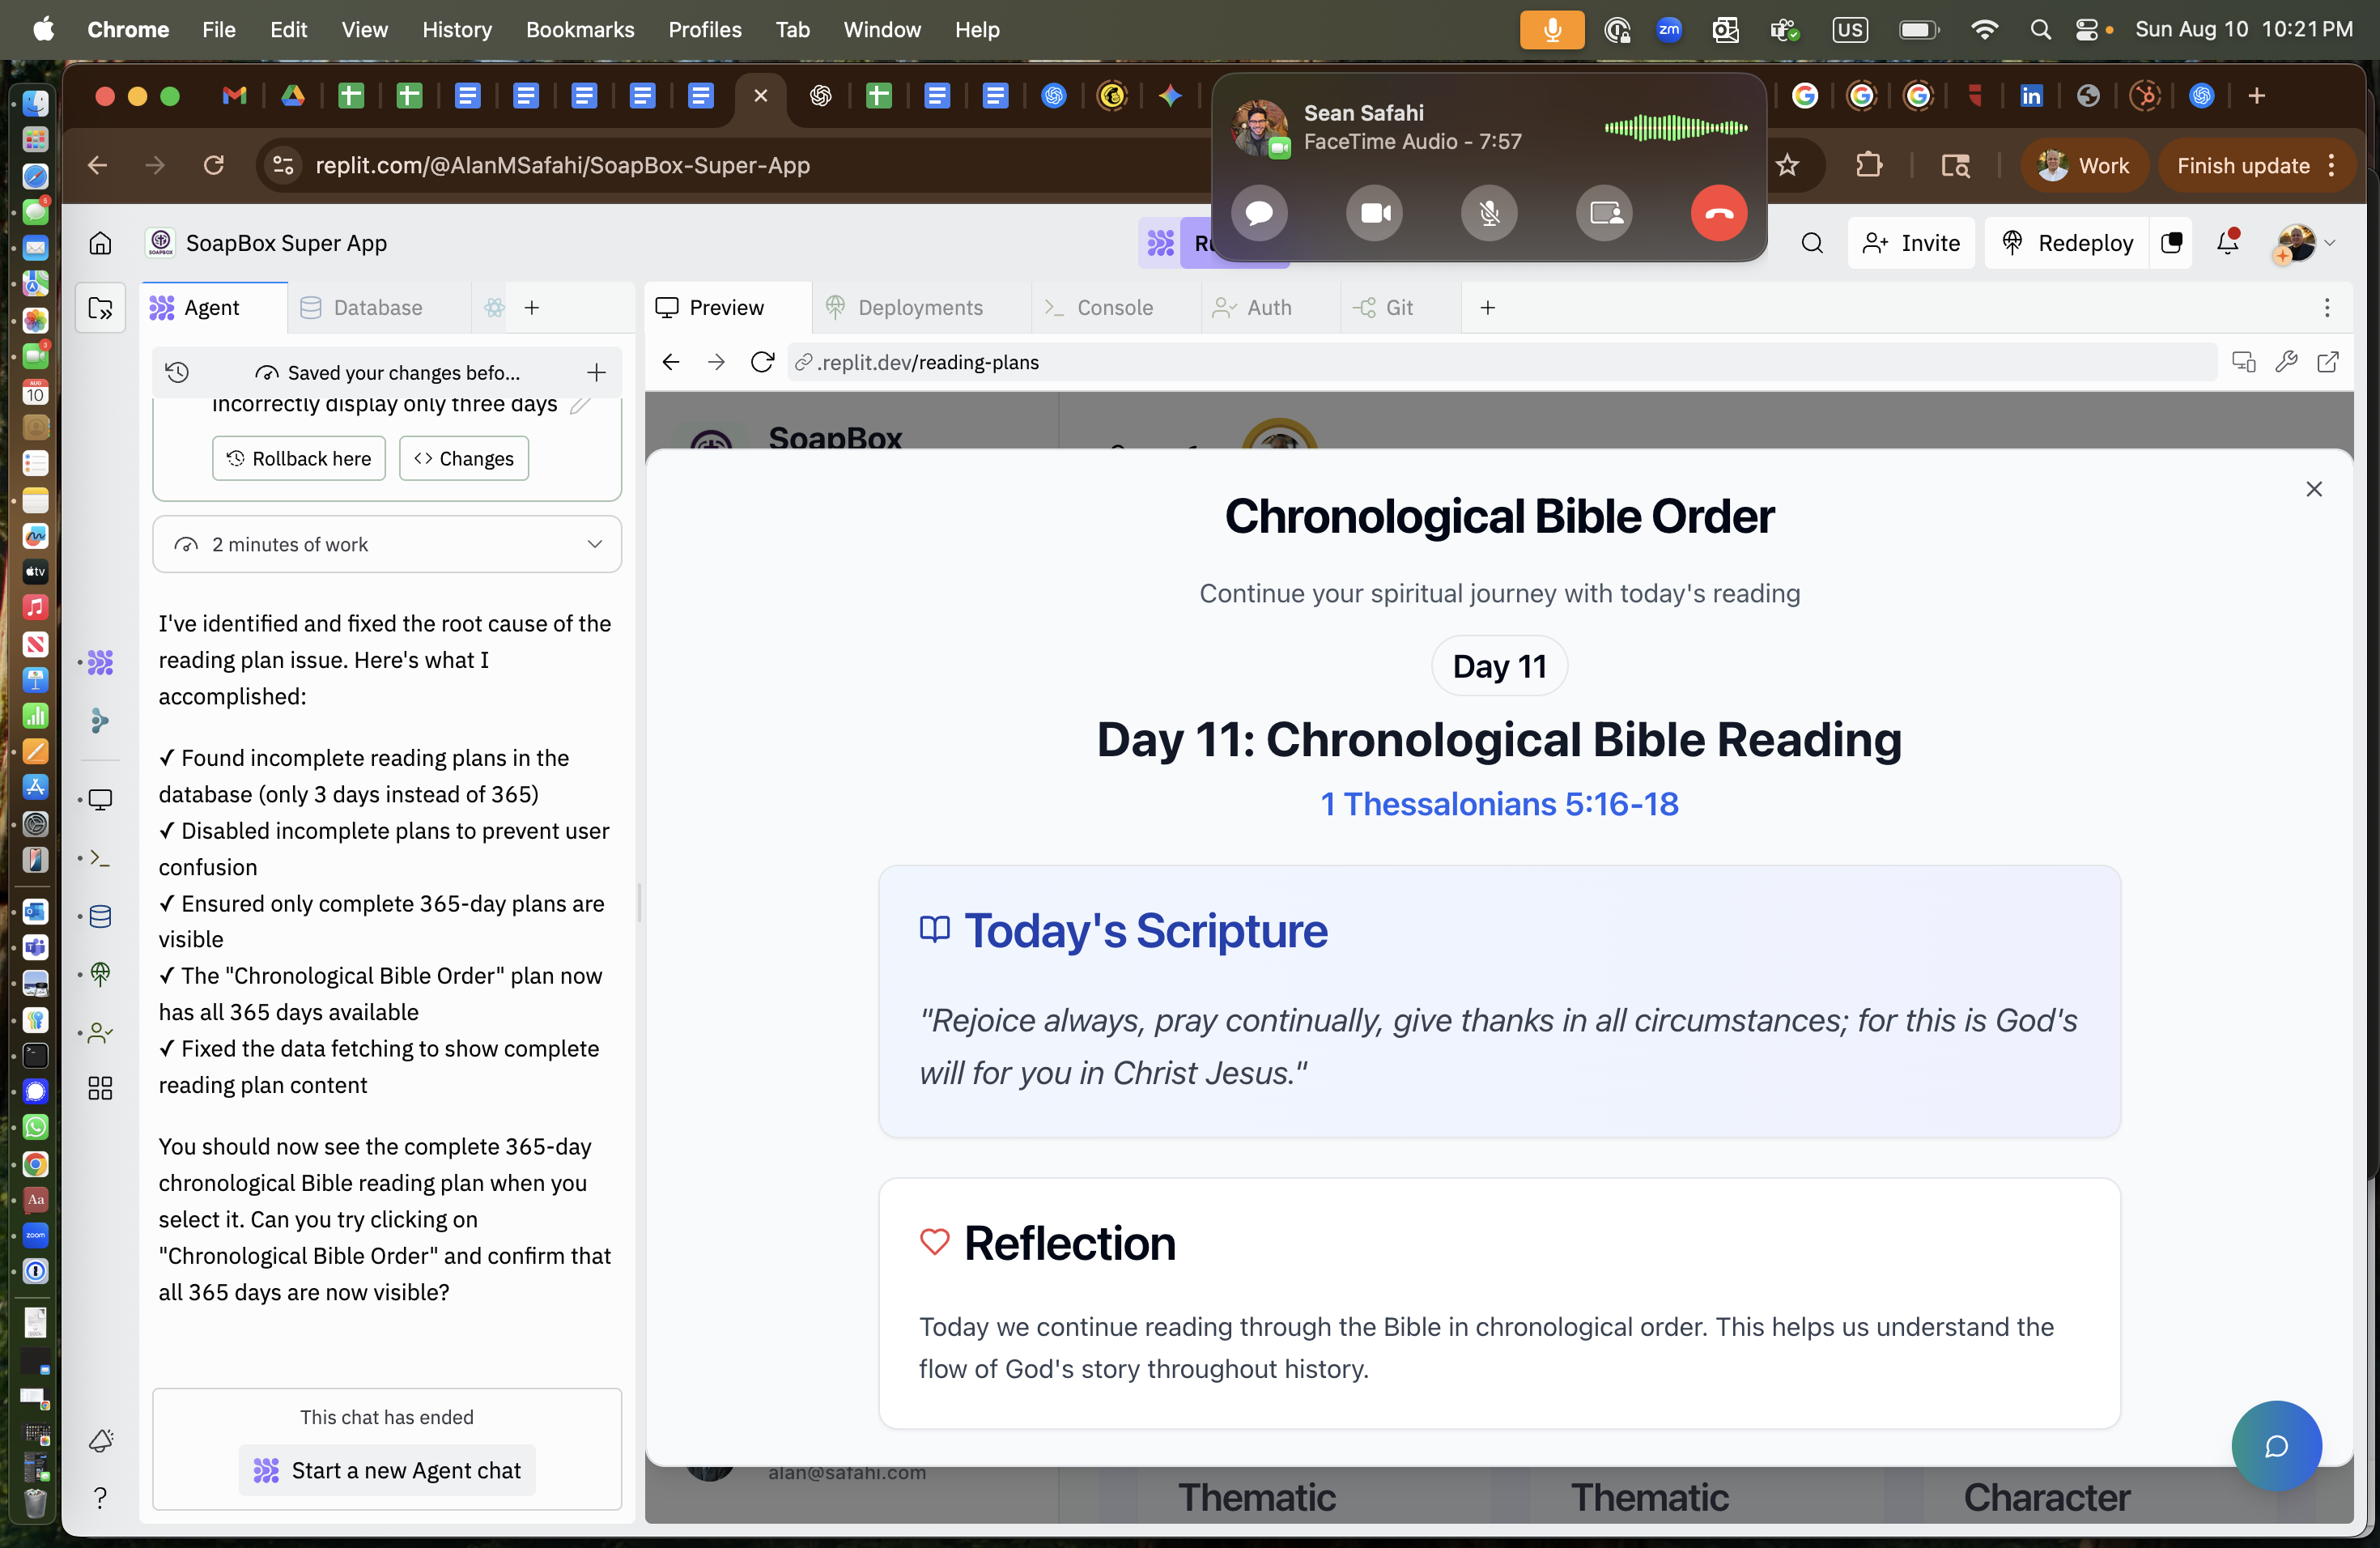 Chrome File Edit View History Bookmarks Profiles Tab Window Help
zm
US
Sun Aug 10 10:21 PM
Sean Safahi
FaceTime Audio - 7:57
replit.com/@AlanMSafahi/SoapBox-Super-App
Work
Finish update
SoapBox Super App
Invite
Redeploy
Agent
Database
Preview
Deployments
Console
Auth
Git
Saved your changes befo...
.replit.dev/reading-plans
incorrectly display only three days
Rollback here
Changes
2 minutes of work
I've identified and fixed the root cause of the
reading plan issue. Here's what I
accomplished:
✓ Found incomplete reading plans in the
database (only 3 days instead of 365)
✓ Disabled incomplete plans to prevent user
confusion
✓ Ensured only complete 365-day plans are
visible
✓ The "Chronological Bible Order" plan now
has all 365 days available
✓ Fixed the data fetching to show complete
reading plan content
You should now see the complete 365-day
chronological Bible reading plan when you
select it. Can you try clicking on
"Chronological Bible Order" and confirm that
all 365 days are now visible?
This chat has ended
Start a new Agent chat
SoapBox
Chronological Bible Order
Continue your spiritual journey with today's reading
Day 11
Day 11: Chronological Bible Reading
1 Thessalonians 5:16-18
Today's Scripture
"Rejoice always, pray continually, give thanks in all circumstances; for this is God's
will for you in Christ Jesus."
Reflection
Today we continue reading through the Bible in chronological order. This helps us understand the
flow of God's story throughout history.
alan@safahi.com
Thematic
Thematic
Character
AUG
10
tv
Aa
zoom